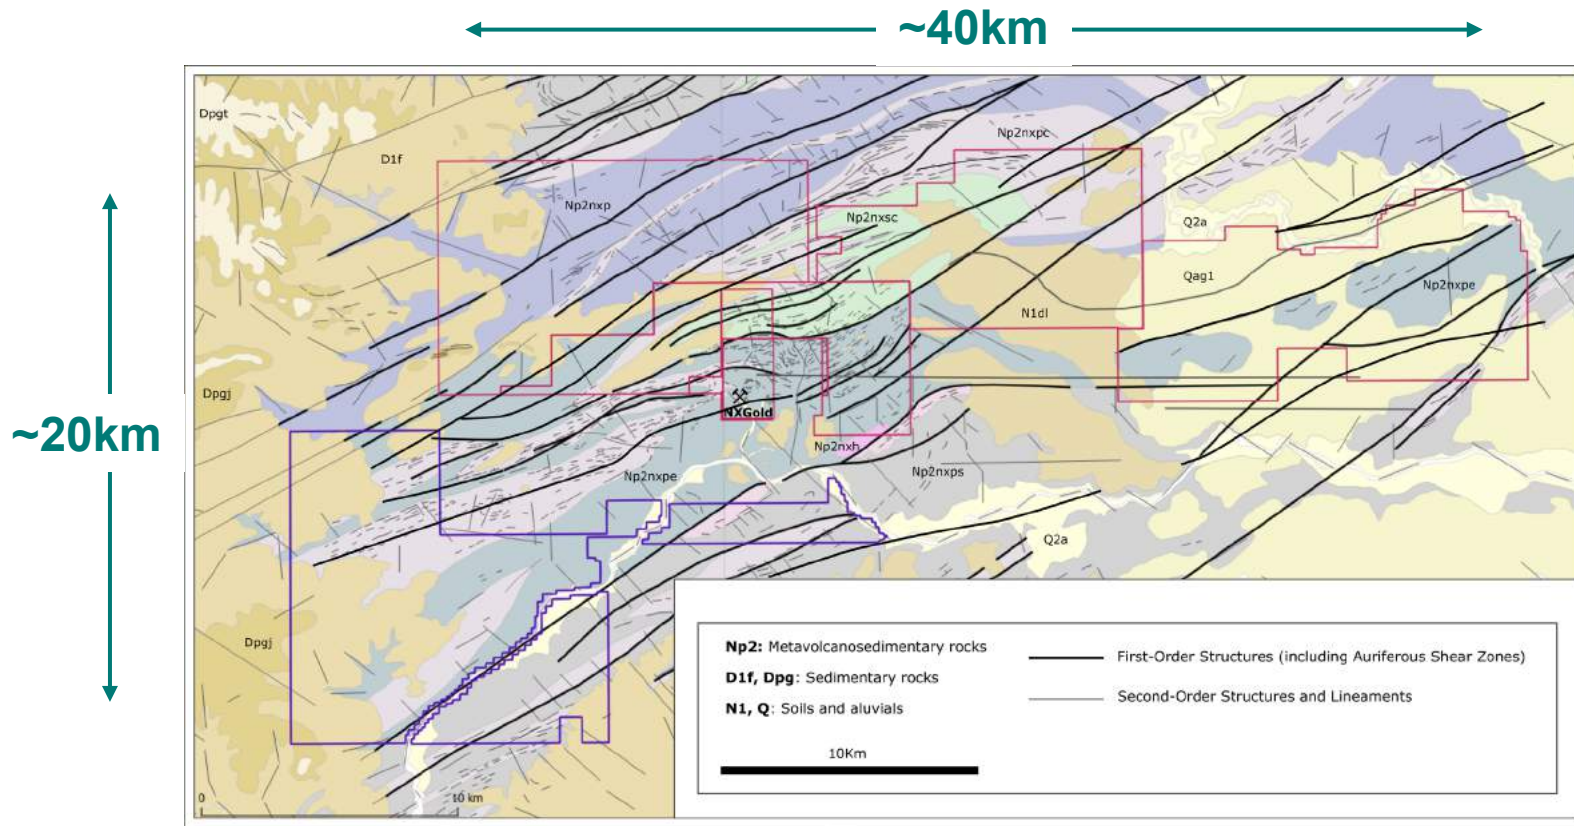 ~40km
Dpgt
D1f
Np2nxpc
Np2nxp
Np2nxsc
Q2a
Qag1
Np2nxpe
N1dl
Dpgj
NXGold
~20km
Np2nxh
Np2nxpe
Np2nxps
Q2a
Dpgj
Np2: Metavolcanosedimentary rocks
D1f, Dpg: Sedimentary rocks
N1, Q: Soils and aluvials
First-Order Structures (including Auriferous Shear Zones)
Second-Order Structures and Lineaments
10Km
0
10 km